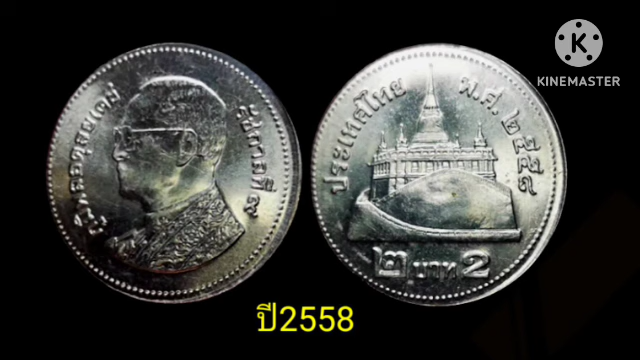 ภูมิพลอดุลยเดช
รัชกาลที่ ๙
ประเทศไทย
พ.ศ. ๒๕๕๘
๒ บาท 2
KINEMASTER
ปี2558